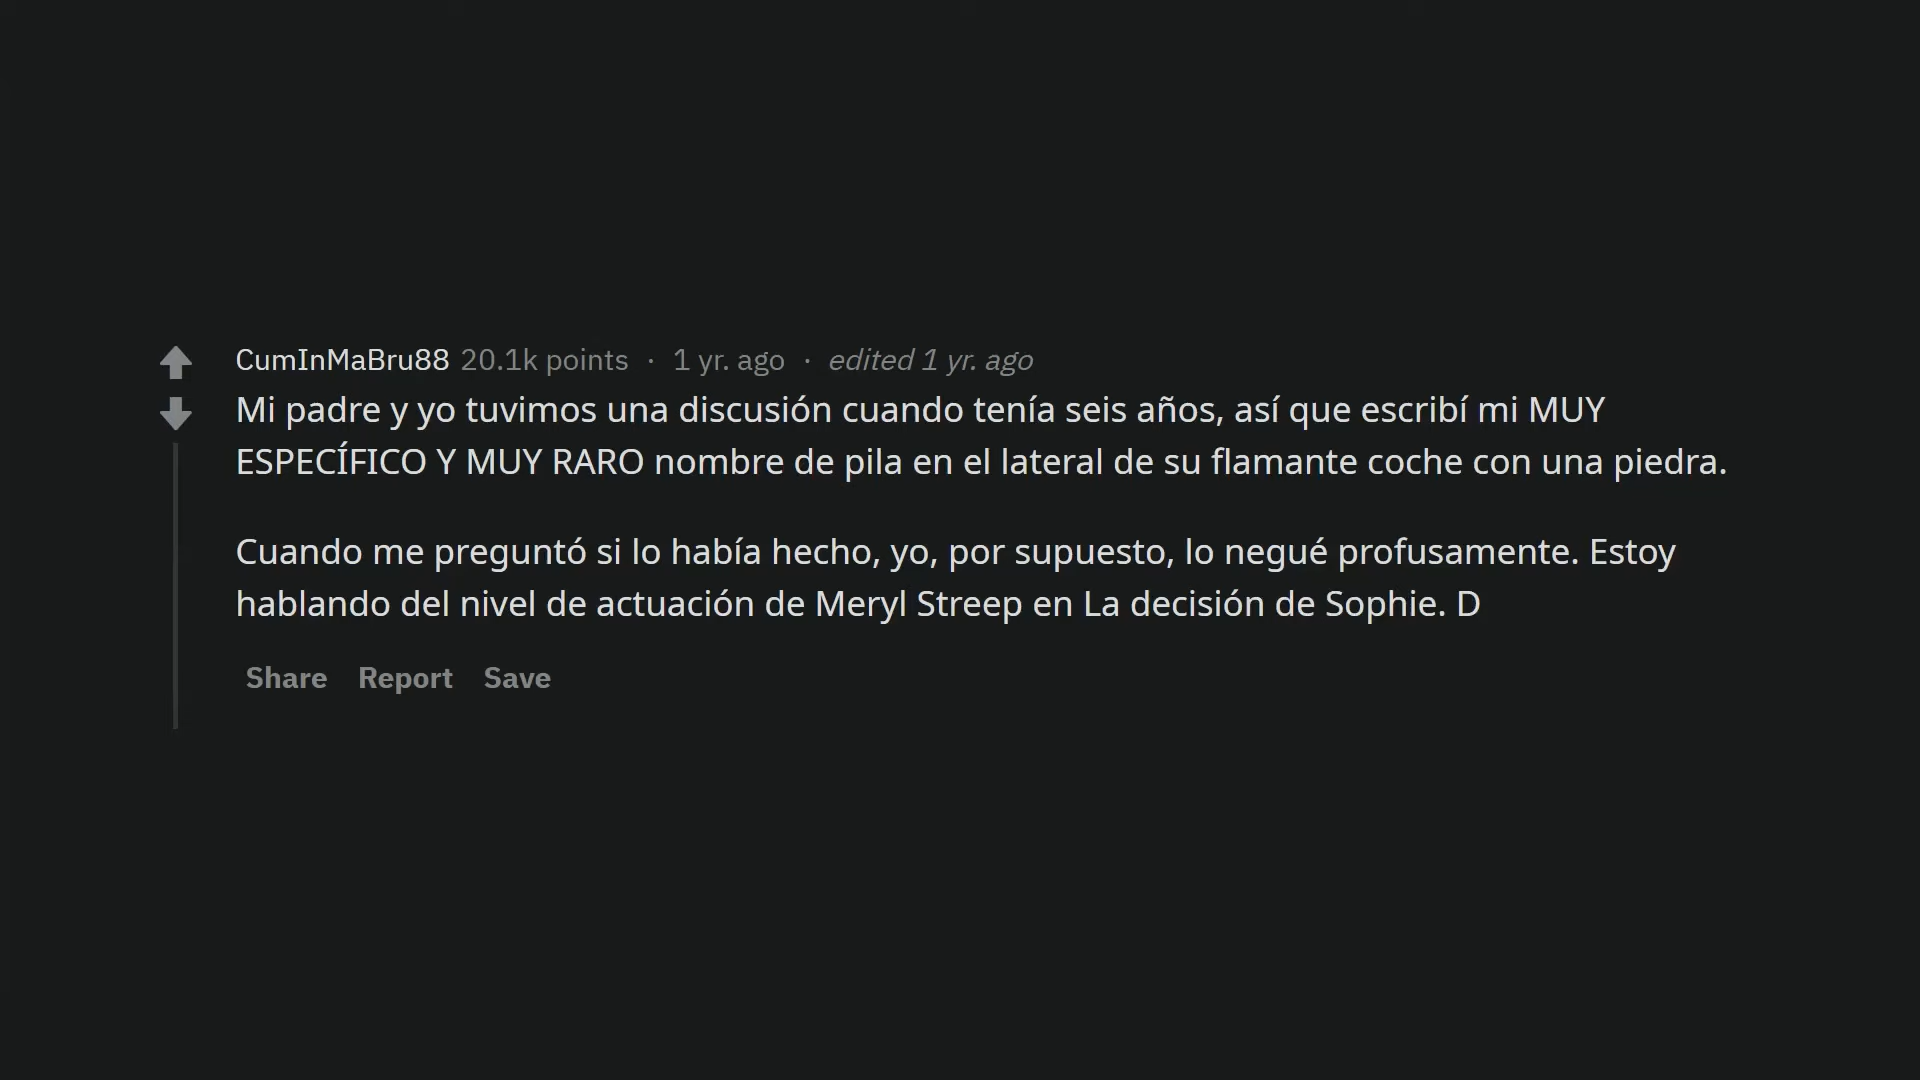 CumInMaBru88 20.1k points · 1 yr. ago · edited 1 yr. ago
Mi padre y yo tuvimos una discusión cuando tenía seis años, así que escribí mi MUY
ESPECÍFICO Y MUY RARO nombre de pila en el lateral de su flamante coche con una piedra.
Cuando me preguntó si lo había hecho, yo, por supuesto, lo negué profusamente. Estoy
hablando del nivel de actuación de Meryl Streep en La decisión de Sophie. D
Share Report Save